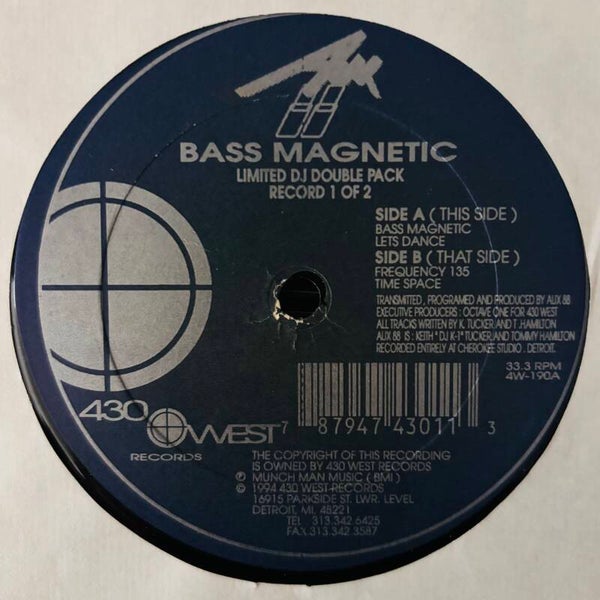 AUX
88
BASS MAGNETIC
LIMITED DJ DOUBLE PACK
RECORD 1 OF 2
SIDE A ( THIS SIDE )
BASS MAGNETIC
LETS DANCE
SIDE B ( THAT SIDE )
FREQUENCY 135
TIME SPACE
TRANSMITTED, PROGRAMED AND PRODUCED BY AUX 88
EXECUTIVE PRODUCERS : OCTAVE ONE FOR 430 WEST
ALL TRACKS WRITTEN BY K. TUCKER AND T. HAMILTON
AUX 88 IS : KEITH "DJ K-1" TUCKER AND TOMMY HAMILTON
RECORDED ENTIRELY AT CHEROKEE STUDIO . DETROIT.
33.3 RPM
4W-190A
430 WEST
RECORDS
7 87947 43011 3
THE COPYRIGHT OF THIS RECORDING
IS OWNED BY 430 WEST RECORDS
Ⓟ MUNCH MAN MUSIC ( BMI )
© 1994 430 WEST RECORDS
16915 PARKSIDE ST. LWR. LEVEL
DETROIT, MI. 48221
TEL 313.342.6425
FAX 313.342.3587